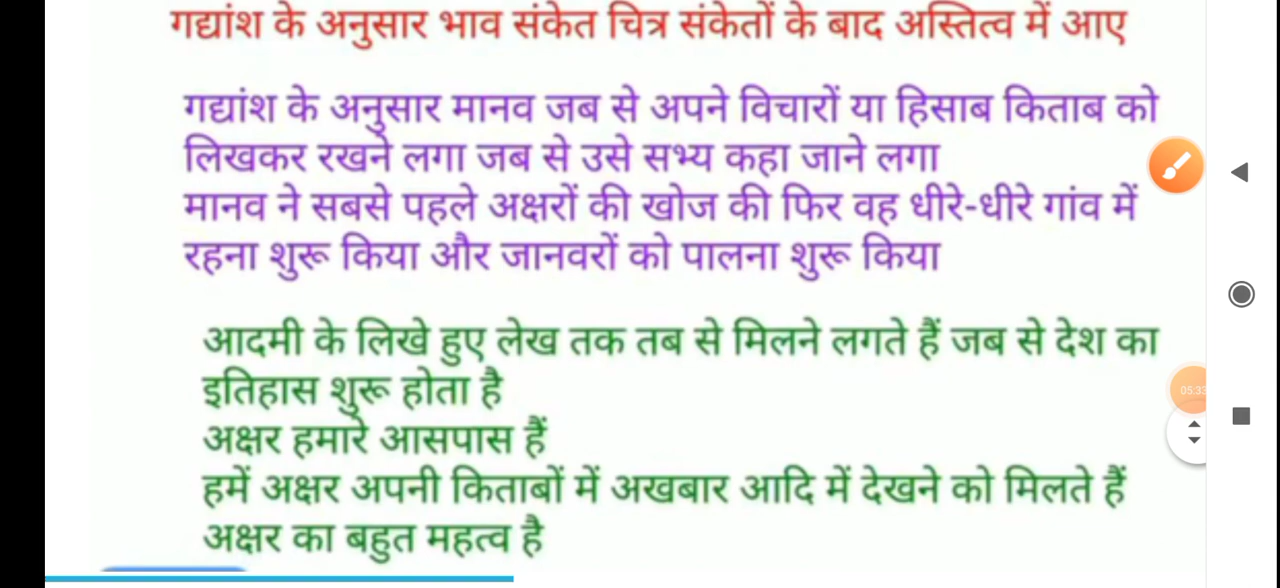 गद्यांश के अनुसार भाव संकेत चित्र संकेतों के बाद अस्तित्व में आए
गद्यांश के अनुसार मानव जब से अपने विचारों या हिसाब किताब को
लिखकर रखने लगा जब से उसे सभ्य कहा जाने लगा
मानव ने सबसे पहले अक्षरों की खोज की फिर वह धीरे-धीरे गांव में
रहना शुरू किया और जानवरों को पालना शुरू किया
आदमी के लिखे हुए लेख तक तब से मिलने लगते हैं जब से देश का
इतिहास शुरू होता है
अक्षर हमारे आसपास हैं
हमें अक्षर अपनी किताबों में अखबार आदि में देखने को मिलते हैं
अक्षर का बहुत महत्व है
05:33